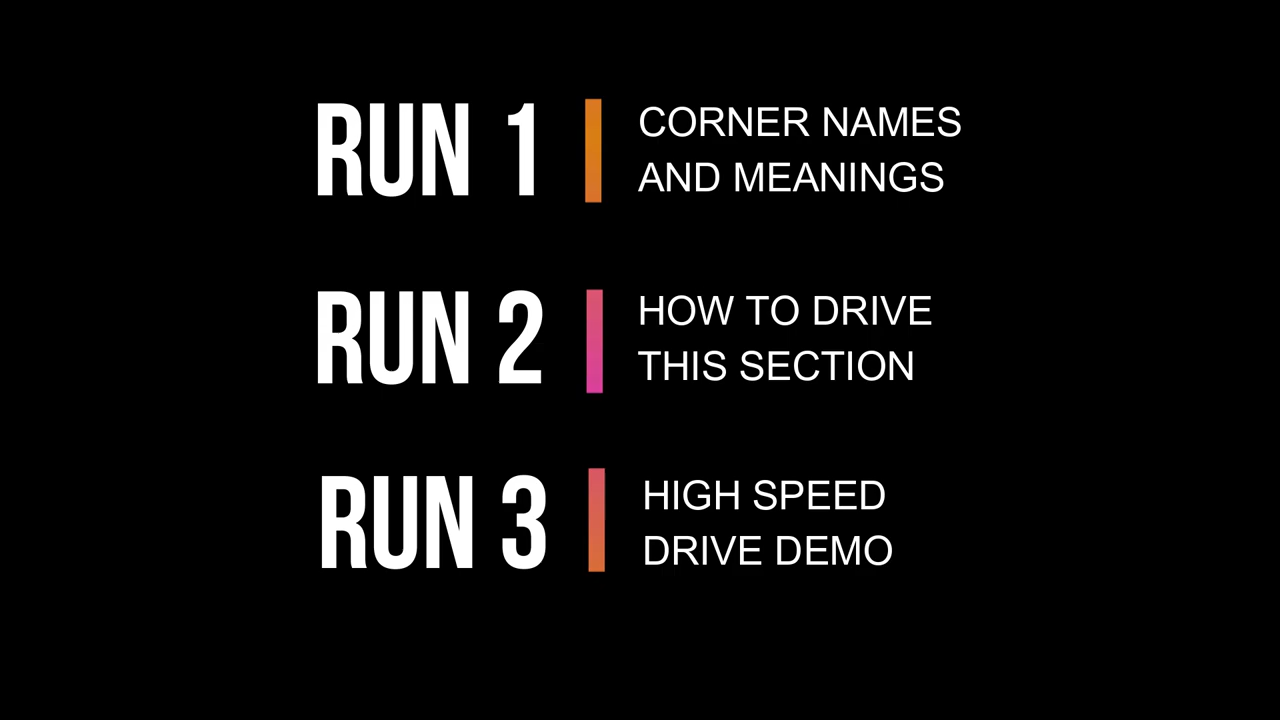 RUN 1
CORNER NAMES
AND MEANINGS
RUN 2
HOW TO DRIVE
THIS SECTION
RUN 3
HIGH SPEED
DRIVE DEMO